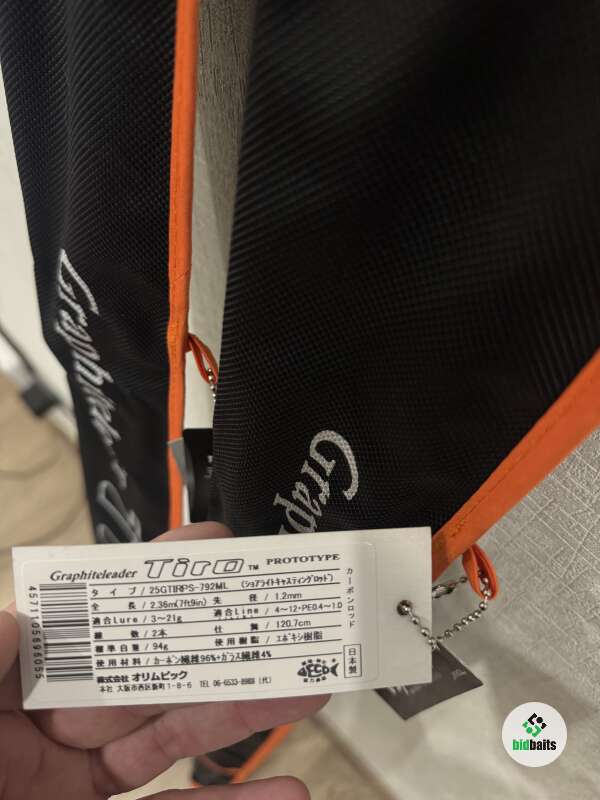 Graphiteleader
Grap
Graphiteleader Tiro ™ PROTOTYPE
タイプ / 25GTIRPS-792ML (ショアライトキャスティングロッド)
全長 / 2.36m(7ft9in) 先径 / 1.2mm
適合Lure / 3〜21g 適合Line / 4〜12・PE0.4〜1.0
継数 / 2本 仕舞 / 120.7cm
標準自重 / 94g 使用樹脂 / エポキシ樹脂
使用材料 / カーボン繊維96%+ガラス繊維4%
株式会社 オリムピック
本社 大阪市西区新町1-8-6 TEL 06-6533-8988 (代)
カーボンロッド
日本製
FECO
4571105696055
bidbaits